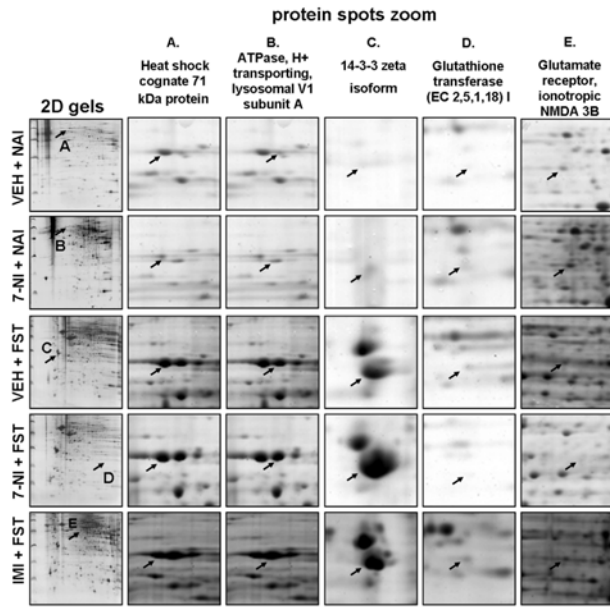 protein spots zoom
A.
Heat shock
cognate 71
kDa protein
B.
ATPase, H+
transporting,
lysosomal V1
subunit A
C.
14-3-3 zeta
isoform
D.
Glutathione
transferase
(EC 2,5,1,18) I
E.
Glutamate
receptor,
ionotropic
NMDA 3B
2D gels
VEH + NAI
A
7-NI + NAI
B
VEH + FST
C
7-NI + FST
D
IMI + FST
E